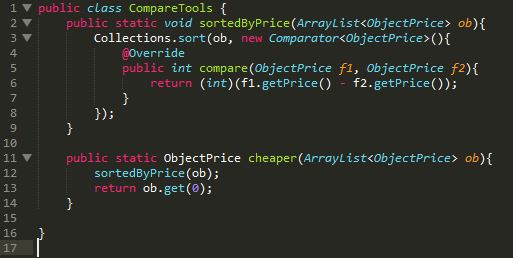 1 public class CompareTools {
2 public static void sortedByPrice(ArrayList<ObjectPrice> ob){
3 Collections.sort(ob, new Comparator<ObjectPrice>(){
4 @Override
5 public int compare(ObjectPrice f1, ObjectPrice f2){
6 return (int)(f1.getPrice() - f2.getPrice());
7 }
8 });
9 }
10
11 public static ObjectPrice cheaper(ArrayList<ObjectPrice> ob){
12 sortedByPrice(ob);
13 return ob.get(0);
14 }
15
16 }
17